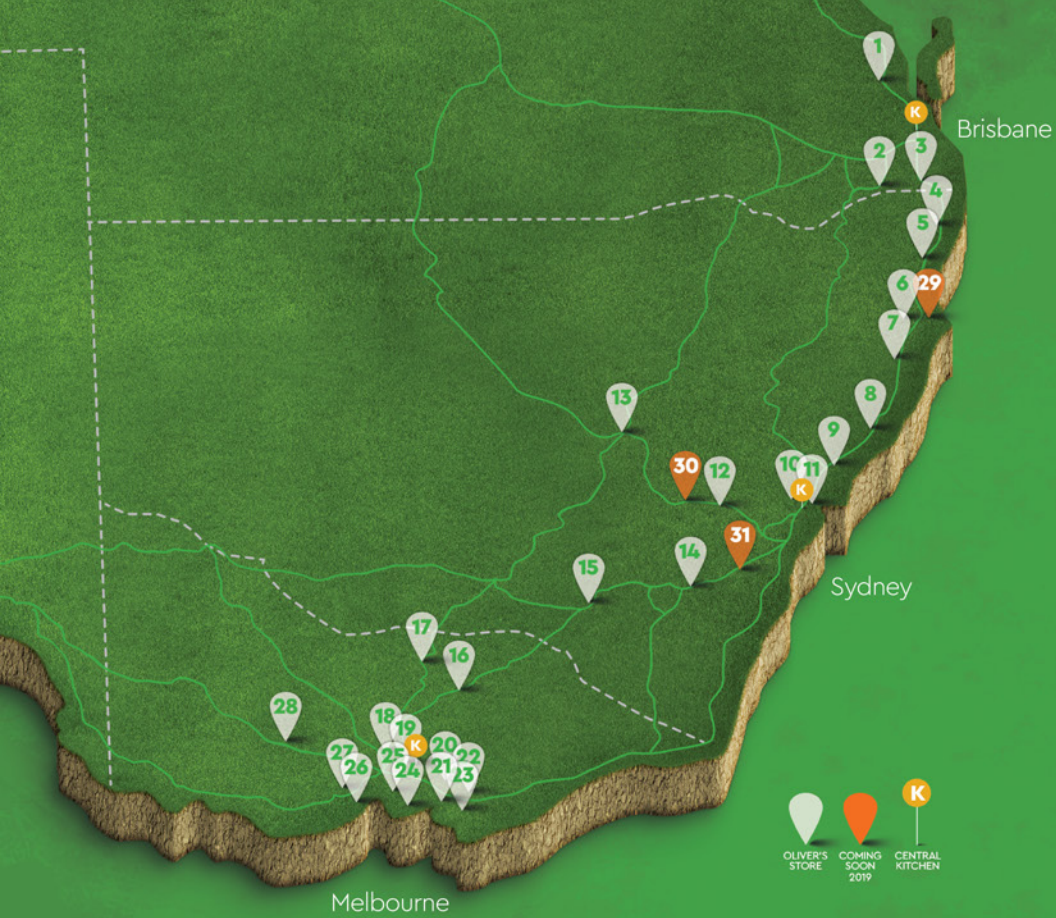 1
K
Brisbane
2
3
4
5
6
29
7
13
8
9
30
12
10
11
K
31
14
15
Sydney
17
16
28
18
19
K
20
27
25
22
26
24
21
23
K
OLIVER'S
STORE
COMING
SOON
2019
CENTRAL
KITCHEN
Melbourne